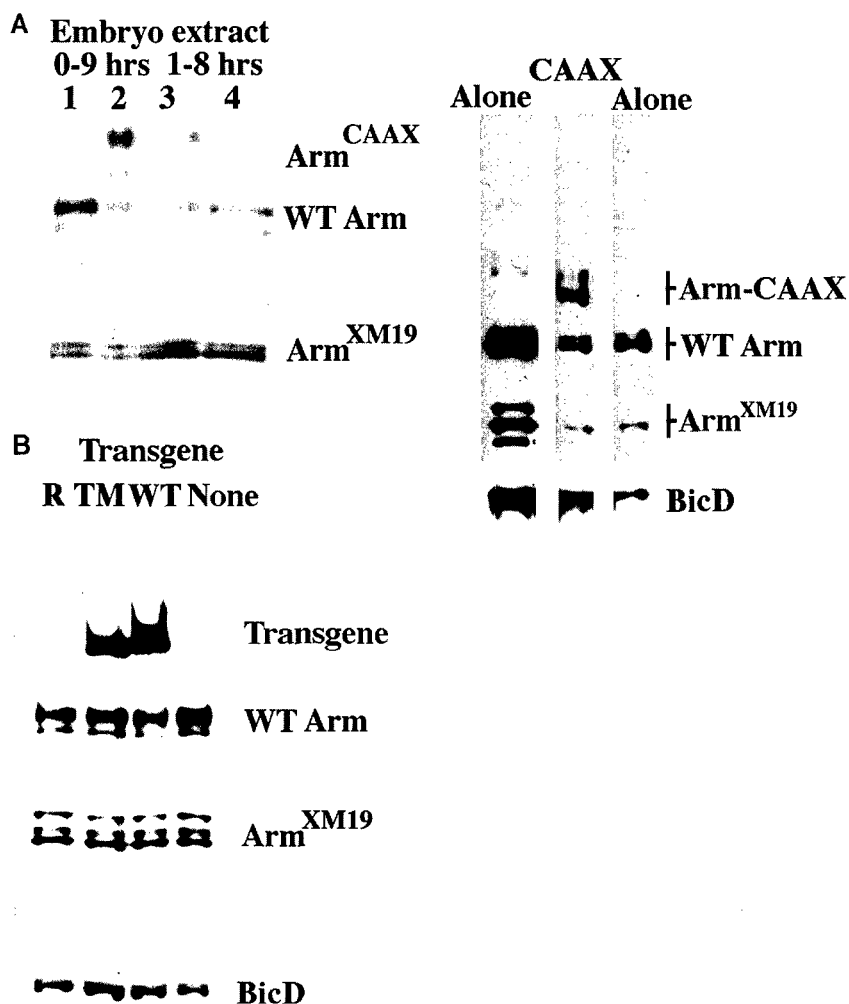 A
Embryo extract
0-9 hrs 1-8 hrs
1 2 3 4
Arm CAAX
WT Arm
Arm XM19
CAAX
Alone Alone
Arm-CAAX
WT Arm
Arm XM19
BicD
B
Transgene
R TM WT None
Transgene
WT Arm
Arm XM19
BicD